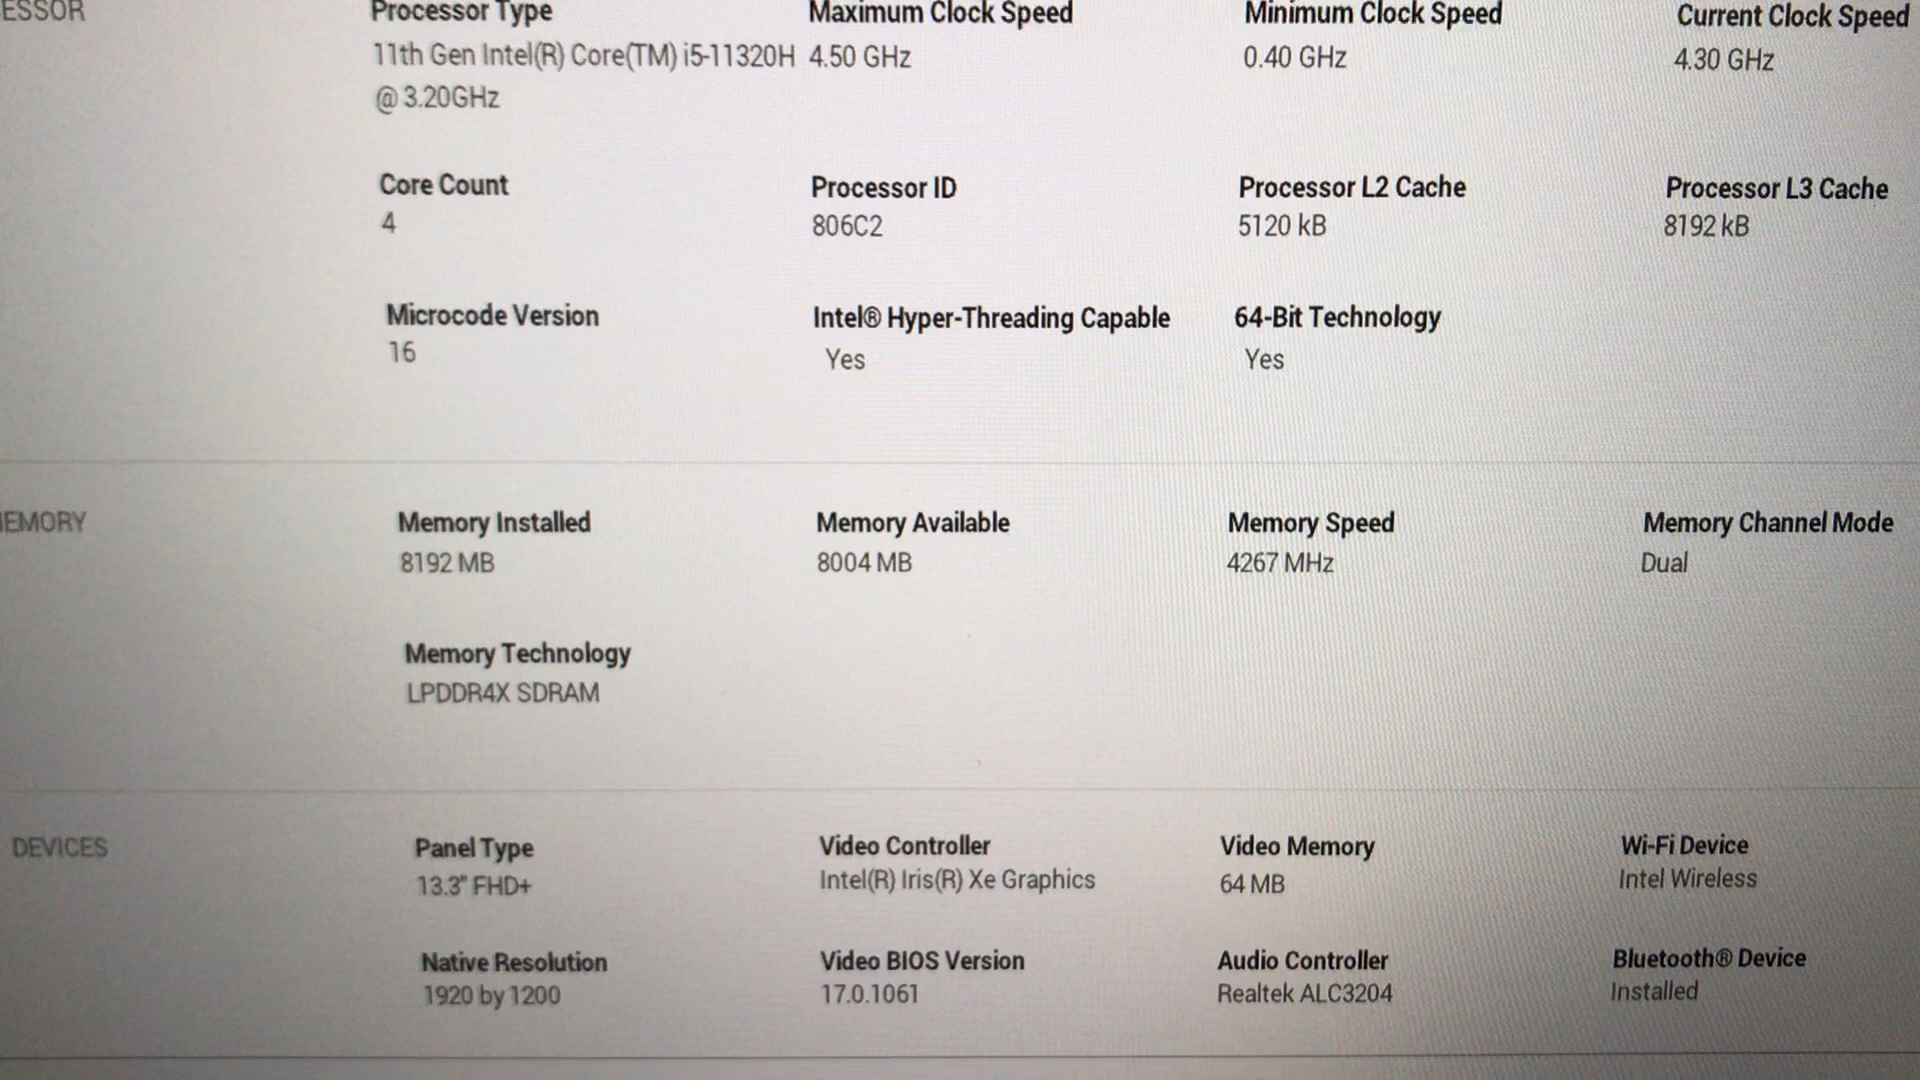 ESSOR
Processor Type
Maximum Clock Speed
Minimum Clock Speed
Current Clock Speed
11th Gen Intel(R) Core(TM) i5-11320H
@ 3.20GHz
4.50 GHz
0.40 GHz
4.30 GHz
Core Count
Processor ID
Processor L2 Cache
Processor L3 Cache
4
806C2
5120 kB
8192 kB
Microcode Version
Intel® Hyper-Threading Capable
64-Bit Technology
16
Yes
Yes
EMORY
Memory Installed
Memory Available
Memory Speed
Memory Channel Mode
8192 MB
8004 MB
4267 MHz
Dual
Memory Technology
LPDDR4X SDRAM
DEVICES
Panel Type
Video Controller
Video Memory
Wi-Fi Device
13.3" FHD+
Intel(R) Iris(R) Xe Graphics
64 MB
Intel Wireless
Native Resolution
Video BIOS Version
Audio Controller
Bluetooth® Device
1920 by 1200
17.0.1061
Realtek ALC3204
Installed